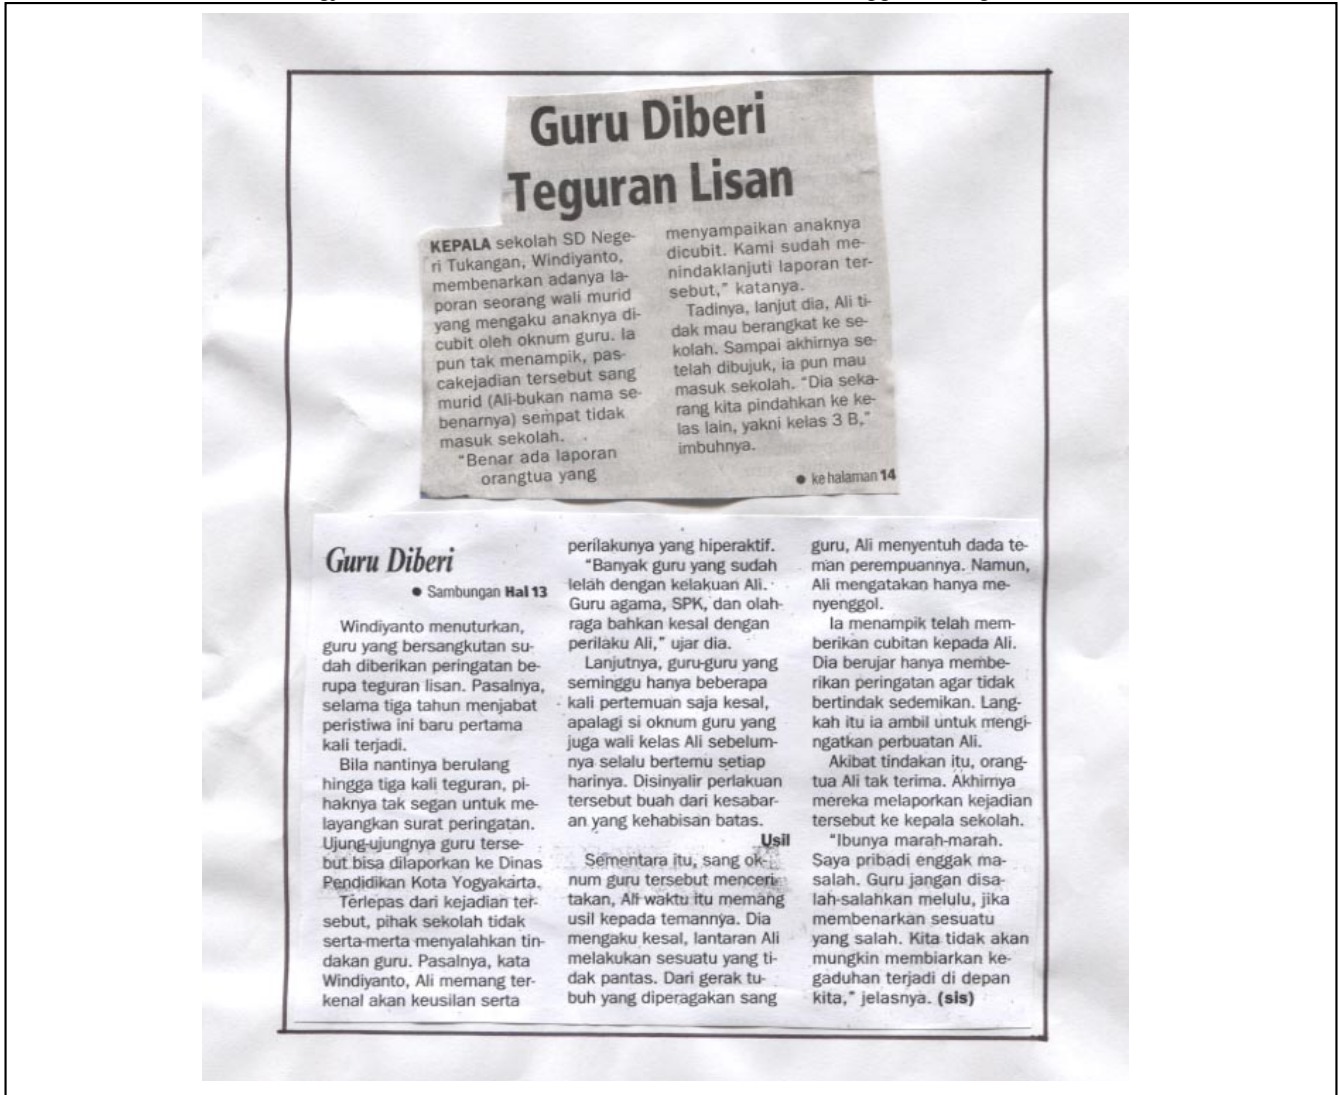 Guru Diberi
Teguran Lisan
KEPALA sekolah SD Nege-
ri Tukangan, Windiyanto,
membenarkan adanya la-
poran seorang wali murid
yang mengaku anaknya di-
cubit oleh oknum guru. Ia
pun tak menampik, pas-
cakejadian tersebut sang
murid (Ali-bukan nama se-
benarnya) sempat tidak
masuk sekolah.
"Benar ada laporan
orangtua yang
menyampaikan anaknya
dicubit. Kami sudah me-
nindaklanjuti laporan ter-
sebut," katanya.
Tadinya, lanjut dia, Ali ti-
dak mau berangkat ke se-
kolah. Sampai akhirnya se-
telah dibujuk, ia pun mau
masuk sekolah. "Dia seka-
rang kita pindahkan ke ke-
las lain, yakni kelas 3 B,"
imbuhnya.
● ke halaman 14
Guru Diberi
● Sambungan Hal 13
Windiyanto menuturkan,
guru yang bersangkutan su-
dah diberikan peringatan be-
rupa teguran lisan. Pasalnya,
selama tiga tahun menjabat
peristiwa ini baru pertama
kali terjadi.
Bila nantinya berulang
hingga tiga kali teguran, pi-
haknya tak segan untuk me-
layangkan surat peringatan.
Ujung-ujungnya guru terse-
but bisa dilaporkan ke Dinas
Pendidikan Kota Yogyakarta.
Terlepas dari kejadian ter-
sebut, pihak sekolah tidak
serta-merta menyalahkan tin-
dakan guru. Pasalnya, kata
Windiyanto, Ali memang ter-
kenal akan keusilan serta
perilakunya yang hiperaktif.
"Banyak guru yang sudah
lelah dengan kelakuan Ali.
Guru agama, SPK, dan olah-
raga bahkan kesal dengan
perilaku Ali," ujar dia.
Lanjutnya, guru-guru yang
seminggu hanya beberapa
kali pertemuan saja kesal,
apalagi si oknum guru yang
juga wali kelas Ali sebelum-
nya selalu bertemu setiap
harinya. Disinyalir perlakuan
tersebut buah dari kesabar-
an yang kehabisan batas.
Usil
Sementara itu, sang ok-
num guru tersebut menceri-
takan, Ali waktu itu memang
usil kepada temannya. Dia
mengaku kesal, lantaran Ali
melakukan sesuatu yang ti-
dak pantas. Dari gerak tu-
buh yang diperagakan sang
guru, Ali menyentuh dada te-
man perempuannya. Namun,
Ali mengatakan hanya me-
nyenggol.
Ia menampik telah mem-
berikan cubitan kepada Ali.
Dia berujar hanya membe-
rikan peringatan agar tidak
bertindak sedemikan. Lang-
kah itu ia ambil untuk mengi-
ngatkan perbuatan Ali.
Akibat tindakan itu, orang-
tua Ali tak terima. Akhirnya
mereka melaporkan kejadian
tersebut ke kepala sekolah.
"Ibunya marah-marah.
Saya pribadi enggak ma-
salah. Guru jangan disa-
lah-salahkan melulu, jika
membenarkan sesuatu
yang salah. Kita tidak akan
mungkin membiarkan ke-
gaduhan terjadi di depan
kita," jelasnya. (sis)